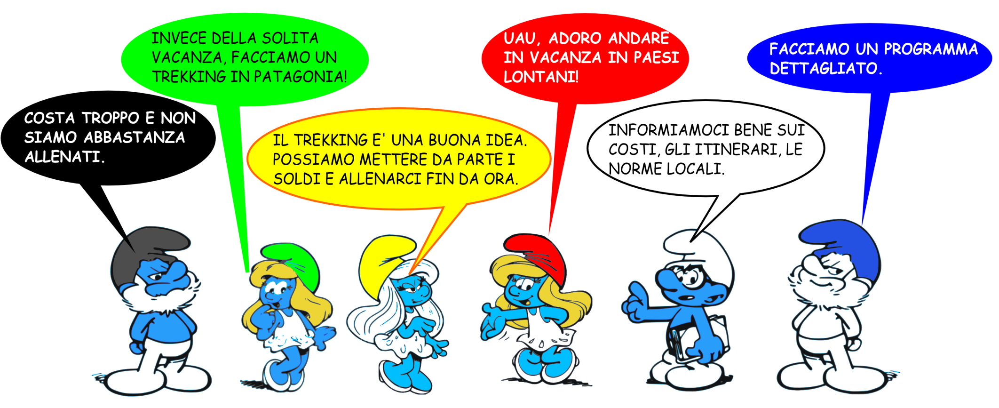 COSTA TROPPO E NON
SIAMO ABBASTANZA
ALLENATI.
INVECE DELLA SOLITA
VACANZA, FACCIAMO UN
TREKKING IN PATAGONIA!
IL TREKKING E' UNA BUONA IDEA.
POSSIAMO METTERE DA PARTE I
SOLDI E ALLENARCI FIN DA ORA.
UAU, ADORO ANDARE
IN VACANZA IN PAESI
LONTANI!
INFORMIAMOCI BENE SUI
COSTI, GLI ITINERARI, LE
NORME LOCALI.
FACCIAMO UN PROGRAMMA
DETTAGLIATO.